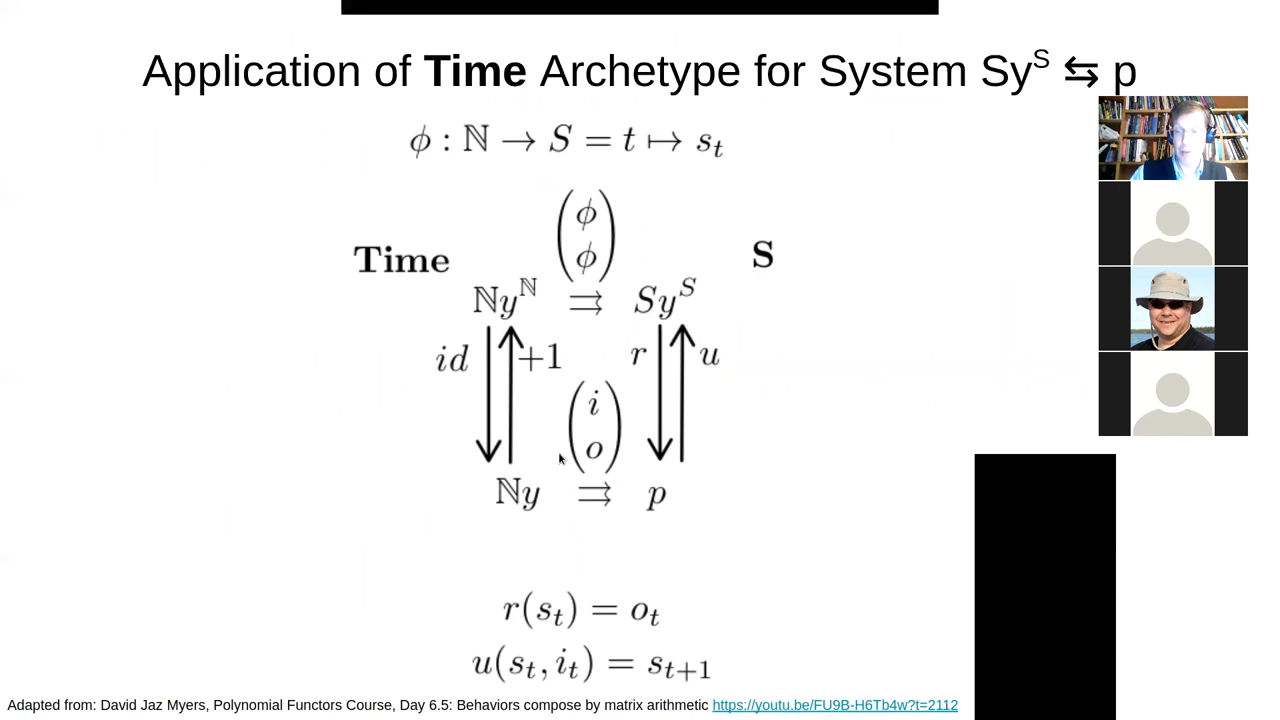 Application of Time Archetype for System Sy^S ⇆ p
ϕ : ℕ → S = t ↦ s_t
(ϕ
ϕ)
Time S
ℕy^ℕ ⇉ Sy^S
id +1 r u
(i
o)
ℕy ⇉ p
r(s_t) = o_t
u(s_t, i_t) = s_{t+1}
Adapted from: David Jaz Myers, Polynomial Functors Course, Day 6.5: Behaviors compose by matrix arithmetic https://youtu.be/FU9B-H6Tb4w?t=2112